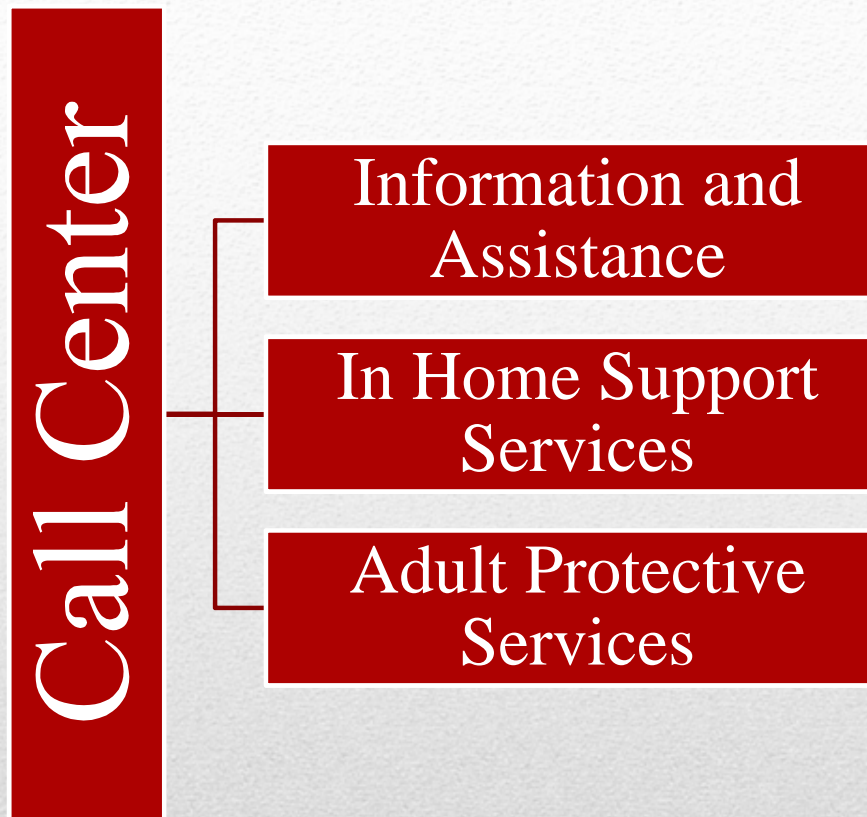 Call Center
Information and
Assistance
In Home Support
Services
Adult Protective
Services